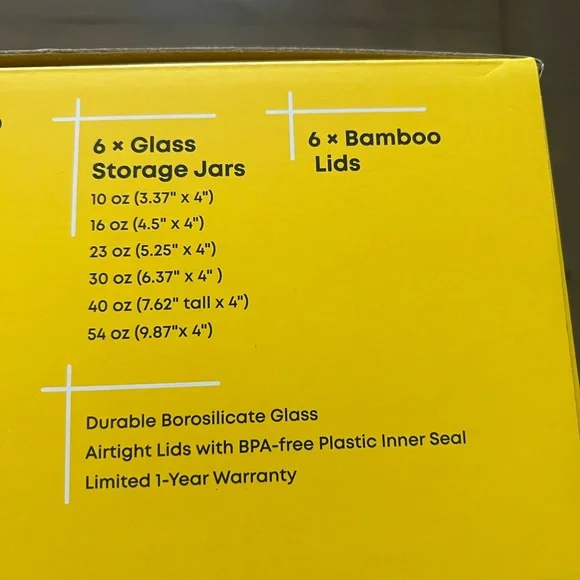 6 × Glass
Storage Jars
10 oz (3.37" x 4")
16 oz (4.5" x 4")
23 oz (5.25" x 4")
30 oz (6.37" x 4" )
40 oz (7.62" tall x 4")
54 oz (9.87"x 4")
6 × Bamboo
Lids
Durable Borosilicate Glass
Airtight Lids with BPA-free Plastic Inner Seal
Limited 1-Year Warranty